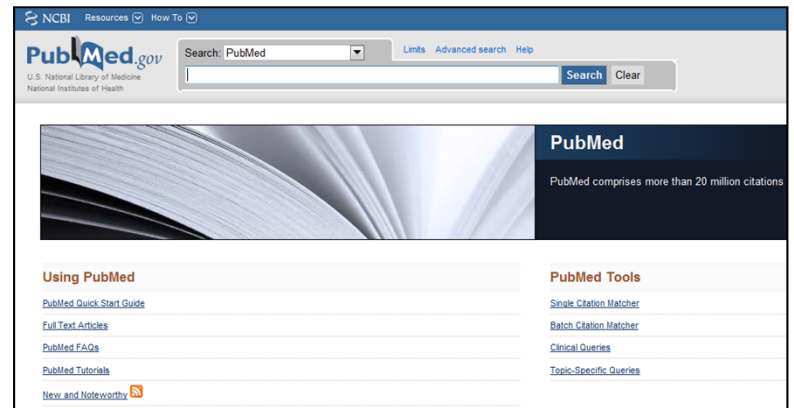 NCBI Resources How To
PubMed.gov
U.S. National Library of Medicine
National Institutes of Health
Search: PubMed
Limits Advanced search Help
Search Clear
PubMed
PubMed comprises more than 20 million citations
Using PubMed
PubMed Quick Start Guide
Full Text Articles
PubMed FAQs
PubMed Tutorials
New and Noteworthy
PubMed Tools
Single Citation Matcher
Batch Citation Matcher
Clinical Queries
Topic-Specific Queries